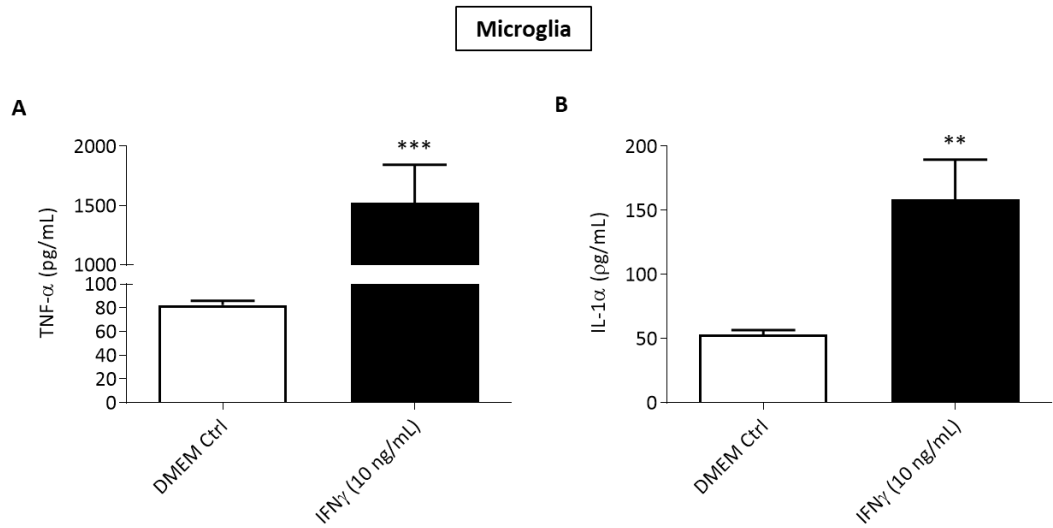 Microglia
A
TNF-α (pg/mL)
2000
1500
1000
100
80
60
40
20
0
***
DMEM Ctrl
IFNγ (10 ng/mL)
B
IL-1α (ρg/mL)
200
150
100
50
0
**
DMEM Ctrl
IFNγ (10 ng/mL)